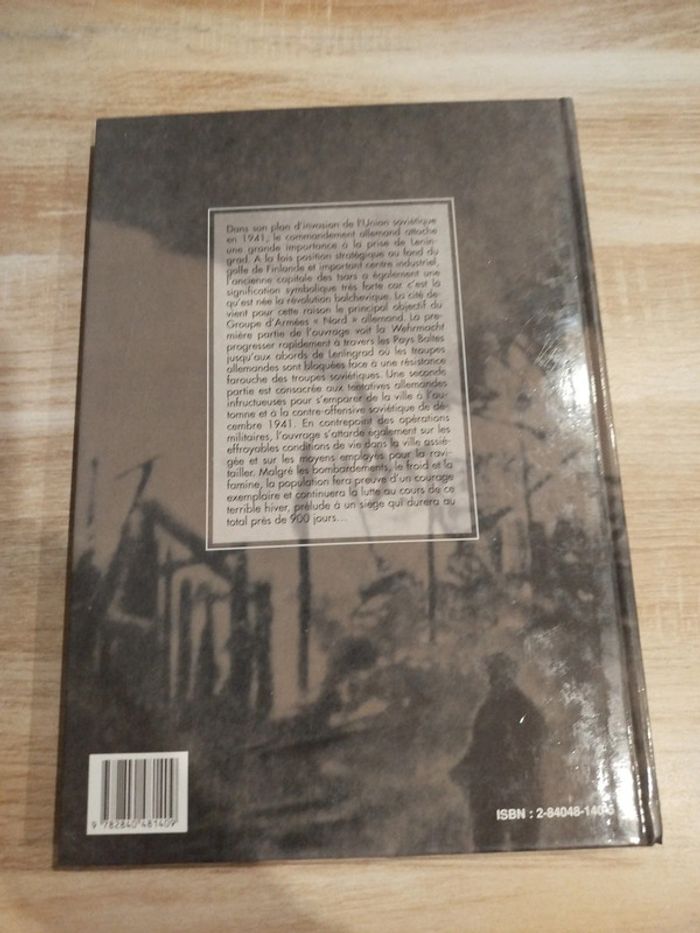 Dans son plan d'invasion de l'Union soviétique
en 1941, le commandement allemand attache
une grande importance à la prise de Lenin-
grad. A la fois position stratégique au fond du
golfe de Finlande et important centre industriel,
l'ancienne capitale des tsars a également une
signification symbolique très forte car c'est là
qu'est née la révolution bolchevique. La cité de-
vient pour cette raison le principal objectif du
Groupe d'Armées « Nord » allemand. La pre-
mière partie de l'ouvrage voit la Wehrmacht
progresser rapidement à travers les Pays Baltes
jusqu'aux abords de Leningrad où les troupes
allemandes sont bloquées face à une résistance
farouche des troupes soviétiques. Une seconde
partie est consacrée aux tentatives allemandes
infructueuses pour s'emparer de la ville à l'au-
tomne et à la contre-offensive soviétique de dé-
cembre 1941. En contrepoint des opérations
militaires, l'ouvrage s'attarde également sur les
effroyables conditions de vie dans la ville assié-
gée et sur les moyens employés pour la ravi-
tailler. Malgré les bombardements, le froid et la
famine, la population fera preuve d'un courage
exemplaire et continuera la lutte au cours de ce
terrible hiver, prélude à un siège qui durera au
total près de 900 jours...
9 782840 481409
ISBN : 2-84048-140-5